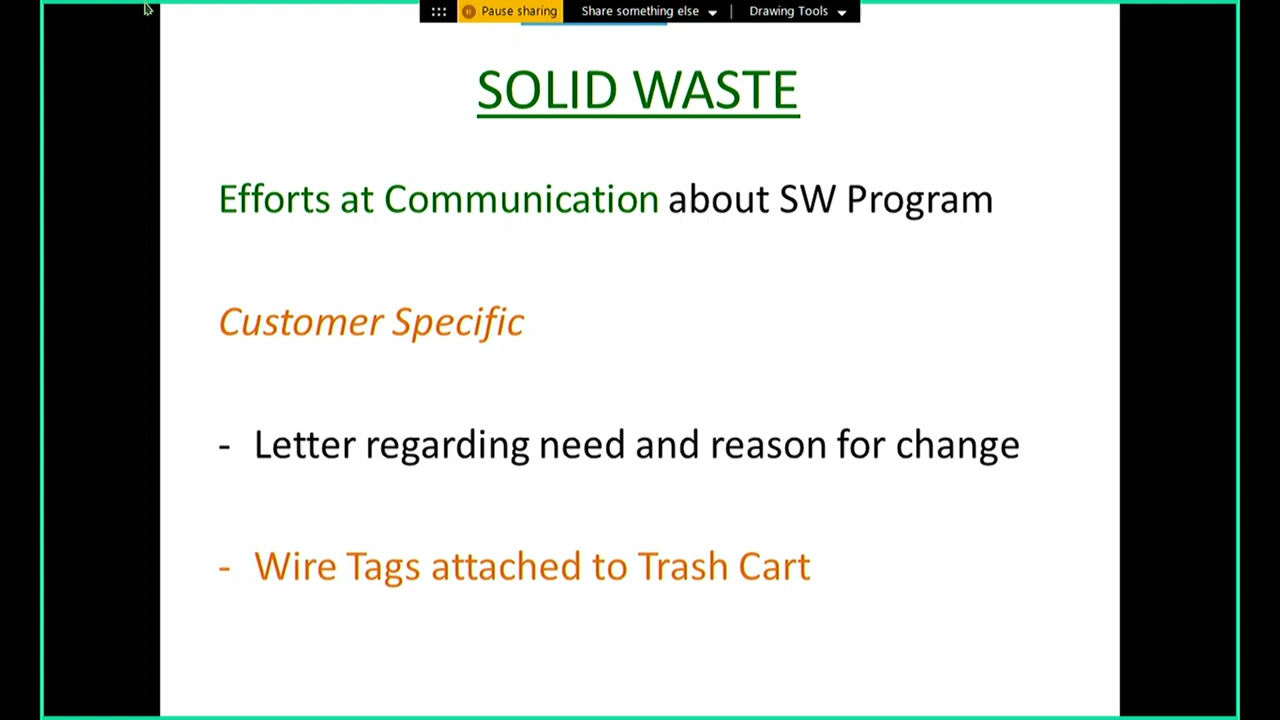 Pause sharing Share something else Drawing Tools
SOLID WASTE
Efforts at Communication about SW Program
Customer Specific
- Letter regarding need and reason for change
- Wire Tags attached to Trash Cart